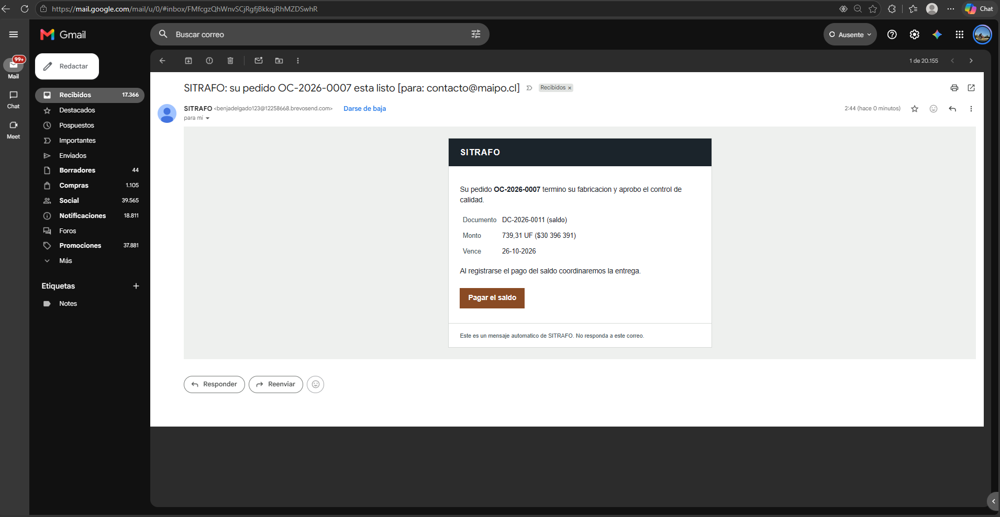 https://mail.google.com/mail/u/0/#inbox/FMfcgzQhWnvSCjRgfjBkkqjRhMZDSwhR
Chat
Gmail
Buscar correo
Ausente
99+
Mail
Chat
Meet
Redactar
Recibidos 17.366
Destacados
Pospuestos
Importantes
Enviados
Borradores 44
Compras 1.105
Social 39.565
Notificaciones 18.811
Foros
Promociones 37.881
Más
Etiquetas
Notes
1 de 20.155
SITRAFO: su pedido OC-2026-0007 esta listo [para: contacto@maipo.cl]
Recibidos ×
SITRAFO <benjadelgado123@12258668.brevosend.com> Darse de baja
2:44 (hace 0 minutos)
para mí
SITRAFO
Su pedido OC-2026-0007 termino su fabricacion y aprobo el control de
calidad.
Documento DC-2026-0011 (saldo)
Monto 739,31 UF ($30 396 391)
Vence 26-10-2026
Al registrarse el pago del saldo coordinaremos la entrega.
Pagar el saldo
Este es un mensaje automatico de SITRAFO. No responda a este correo.
Responder
Reenviar